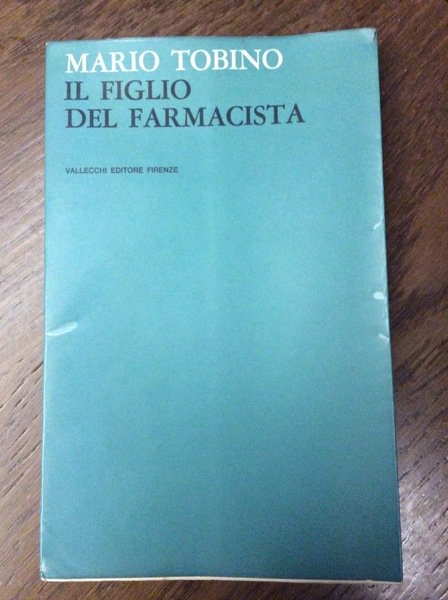 MARIO TOBINO
IL FIGLIO
DEL FARMACISTA
VALLECCHI EDITORE FIRENZE